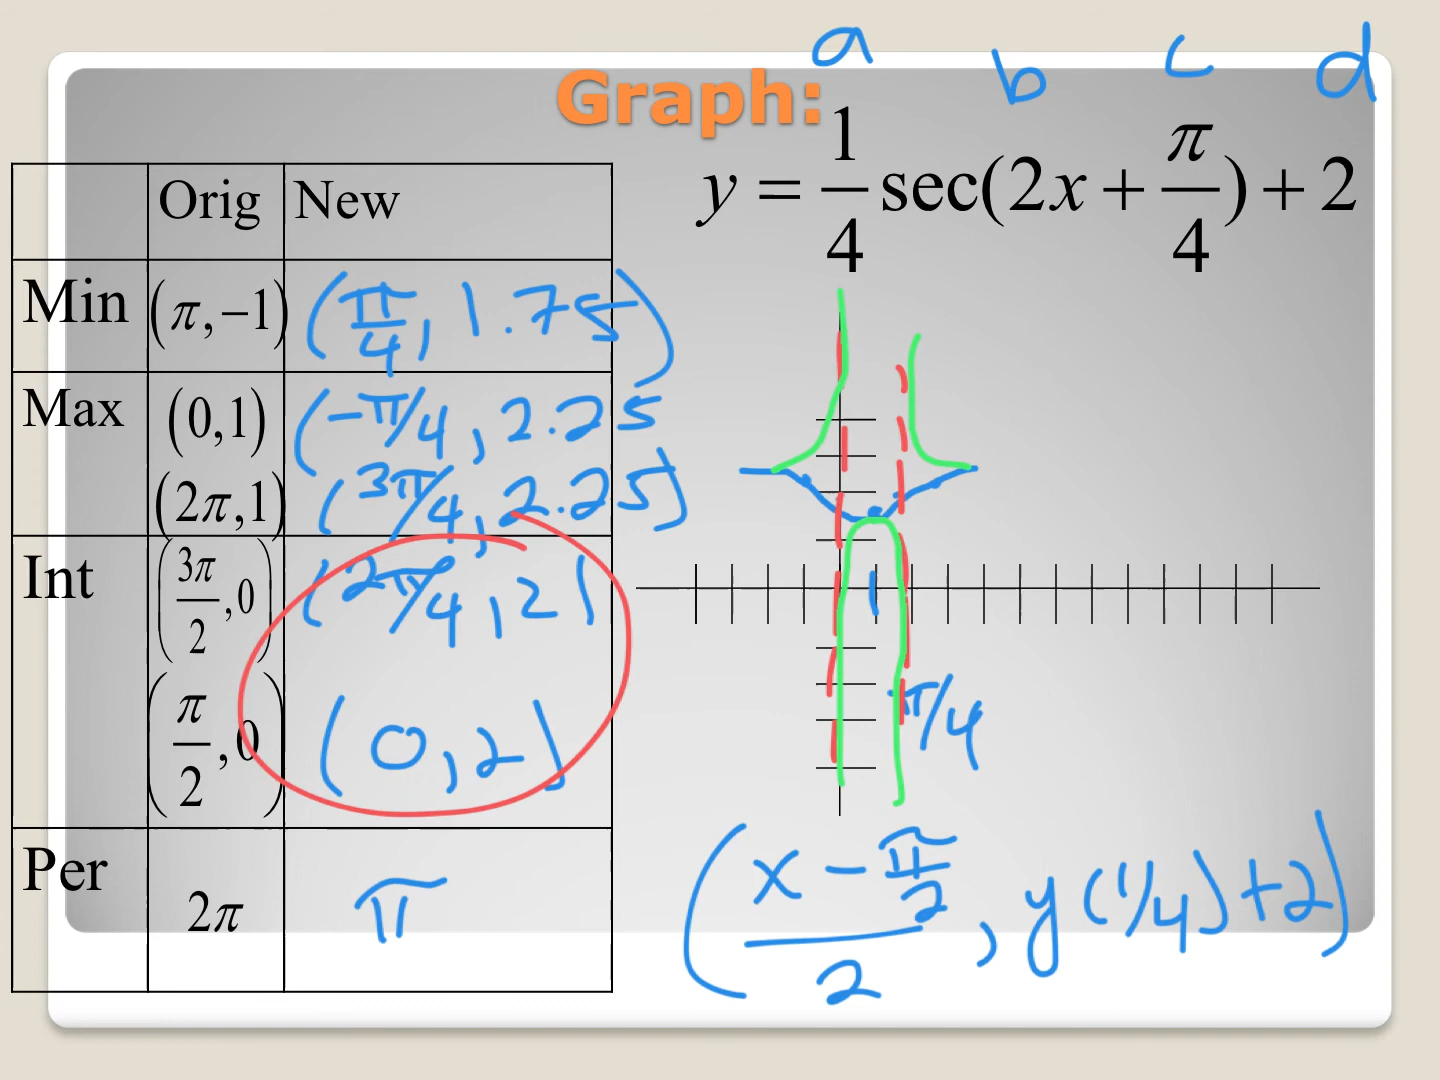 a b c d
Graph:
y = 1/4 sec(2x + π/4) + 2
Orig New
Min (π,−1) (π/4, 1.75)
Max (0,1) (−π/4, 2.25
(2π,1) (3π/4, 2.25)
Int (3π/2,0) (2π/4, 2)
(π/2,0) (0, 2)
π/4
Per 2π π
(x − π/2 / 2, y(1/4) + 2)